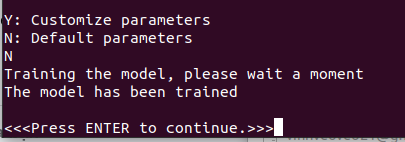 Y: Customize parameters
N: Default parameters
N
Training the model, please wait a moment
The model has been trained
<<<Press ENTER to continue.>>>